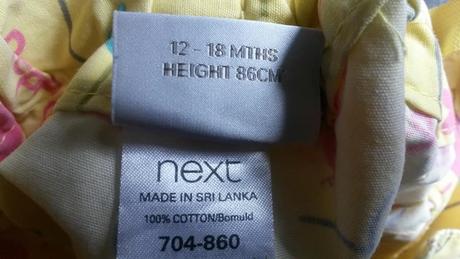 12 - 18 MTHS
HEIGHT 86CM
next
MADE IN SRI LANKA
100% COTTON/Bomuld
704-860